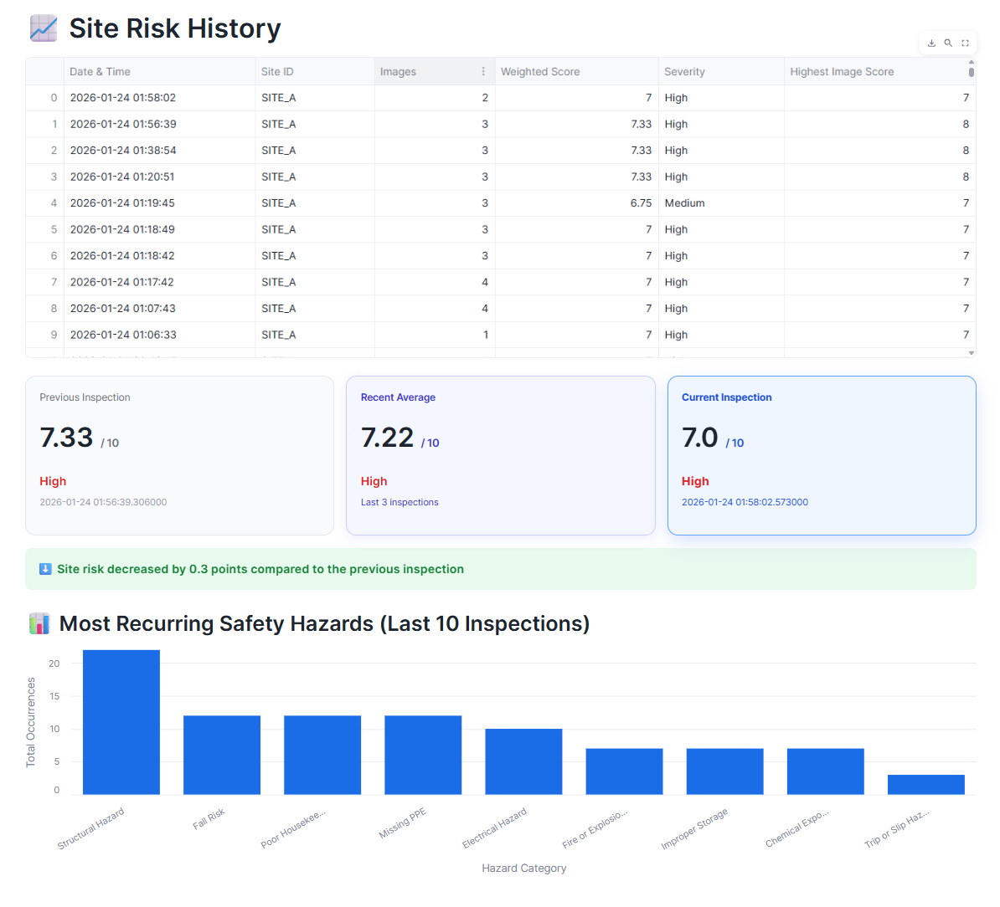 Site Risk History
Date & Time Site ID Images Weighted Score Severity Highest Image Score
0 2026-01-24 01:58:02 SITE_A 2 7 High 7
1 2026-01-24 01:56:39 SITE_A 3 7.33 High 8
2 2026-01-24 01:38:54 SITE_A 3 7.33 High 8
3 2026-01-24 01:20:51 SITE_A 3 7.33 High 8
4 2026-01-24 01:19:45 SITE_A 3 6.75 Medium 7
5 2026-01-24 01:18:49 SITE_A 3 7 High 7
6 2026-01-24 01:18:42 SITE_A 3 7 High 7
7 2026-01-24 01:17:42 SITE_A 4 7 High 7
8 2026-01-24 01:07:43 SITE_A 4 7 High 7
9 2026-01-24 01:06:33 SITE_A 1 7 High 7
Previous Inspection
7.33 / 10
High
2026-01-24 01:56:39.306000
Recent Average
7.22 / 10
High
Last 3 inspections
Current Inspection
7.0 / 10
High
2026-01-24 01:58:02.573000
Site risk decreased by 0.3 points compared to the previous inspection
Most Recurring Safety Hazards (Last 10 Inspections)
Total Occurrences
20
15
10
5
0
Structural Hazard
Fall Risk
Poor Housekee...
Missing PPE
Electrical Hazard
Fire or Explosio...
Improper Storage
Chemical Expo...
Trip or Slip Haz...
Hazard Category